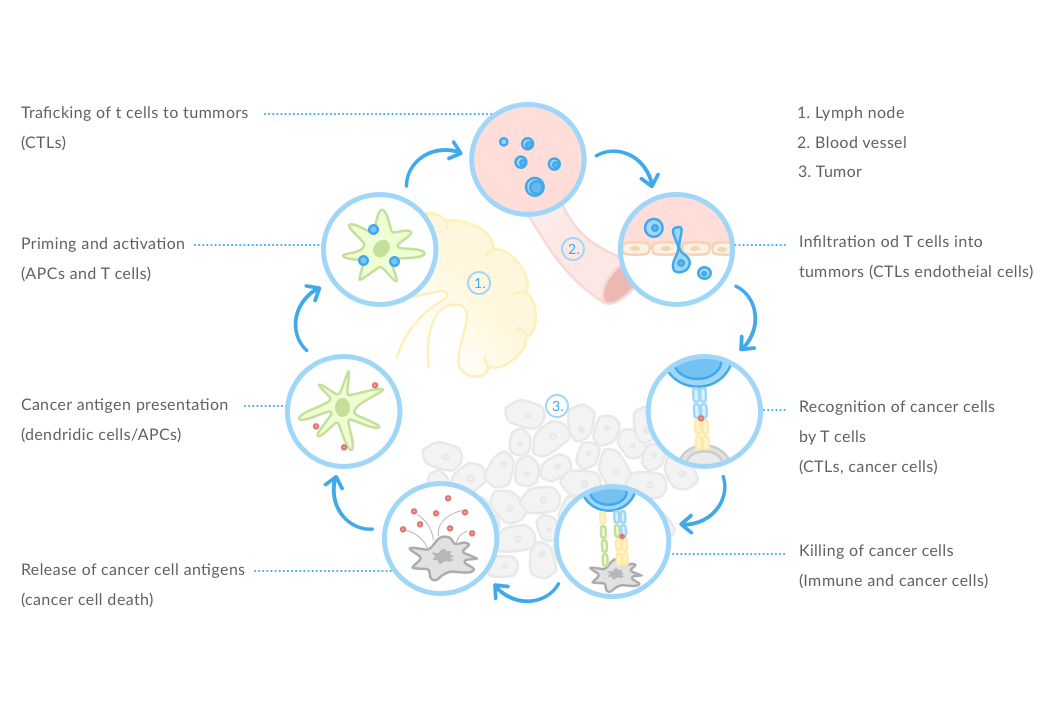 Traficking of t cells to tummors
(CTLs)
Priming and activation
(APCs and T cells)
Cancer antigen presentation
(dendridic cells/APCs)
Release of cancer cell antigens
(cancer cell death)
1.
2.
3.
1. Lymph node
2. Blood vessel
3. Tumor
Infiltration od T cells into
tummors (CTLs endotheial cells)
Recognition of cancer cells
by T cells
(CTLs, cancer cells)
Killing of cancer cells
(Immune and cancer cells)